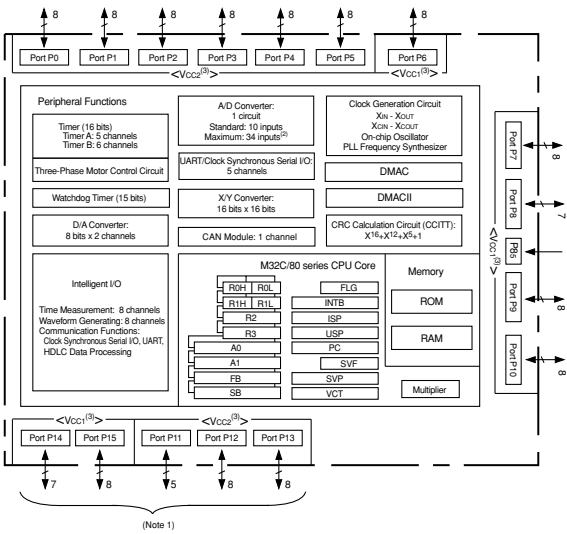 8 8 8 8 8 8 8
Port P0 Port P1 Port P2 Port P3 Port P4 Port P5 Port P6
<VCC2(3)> <VCC1(3)>
Peripheral Functions
Timer (16 bits)
Timer A: 5 channels
Timer B: 6 channels
Three-Phase Motor Control Circuit
Watchdog Timer (15 bits)
D/A Converter:
8 bits x 2 channels
Intelligent I/O
Time Measurement: 8 channels
Waveform Generating: 8 channels
Communication Functions:
Clock Synchronous Serial I/O, UART,
HDLC Data Processing
A/D Converter:
1 circuit
Standard: 10 inputs
Maximum: 34 inputs(2)
UART/Clock Synchronous Serial I/O:
5 channels
X/Y Converter:
16 bits x 16 bits
CAN Module: 1 channel
Clock Generation Circuit
XIN - XOUT
XCIN - XCOUT
On-chip Oscillator
PLL Frequency Synthesizer
DMAC
DMACII
CRC Calculation Circuit (CCITT):
X16+X12+X5+1
M32C/80 series CPU Core
R0H R0L
R1H R1L
R2
R3
A0
A1
FB
SB
FLG
INTB
ISP
USP
PC
SVF
SVP
VCT
Memory
ROM
RAM
Multiplier
<VCC1(3)>
Port P7
8
Port P8
7
P85
Port P9
8
Port P10
8
<VCC1(3)> <VCC2(3)>
Port P14 Port P15 Port P11 Port P12 Port P13
7 8 5 8 8
(Note 1)